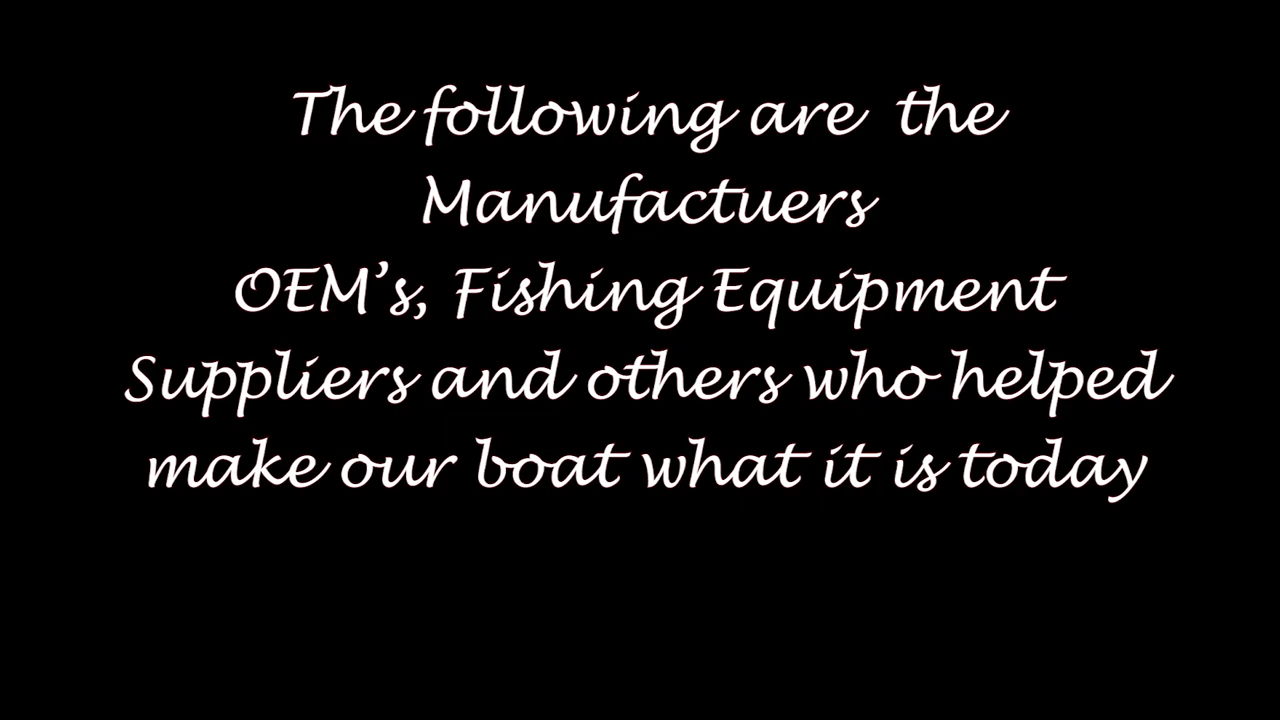 The following are the
Manufactuers
OEM’s, Fishing Equipment
Suppliers and others who helped
make our boat what it is today